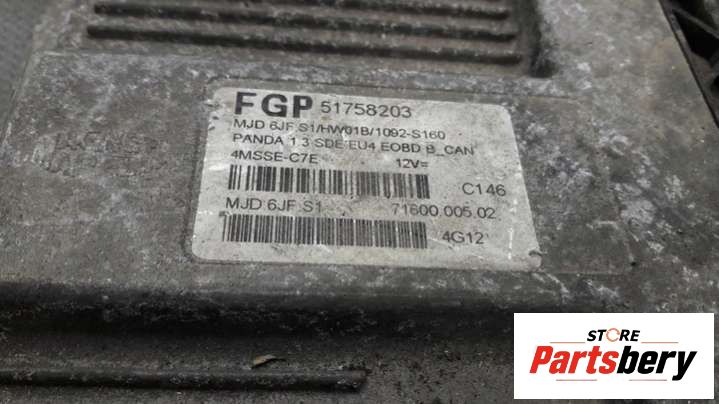 FGP 51758203
MJD 6JF.S1/HW01B/1092-S160
PANDA 1.3 SDE EU4 EOBD B_CAN
4MSSE-C7E 12V=
C146
MJD 6JF.S1 71600.005.02
4G12
STORE
Partsbery